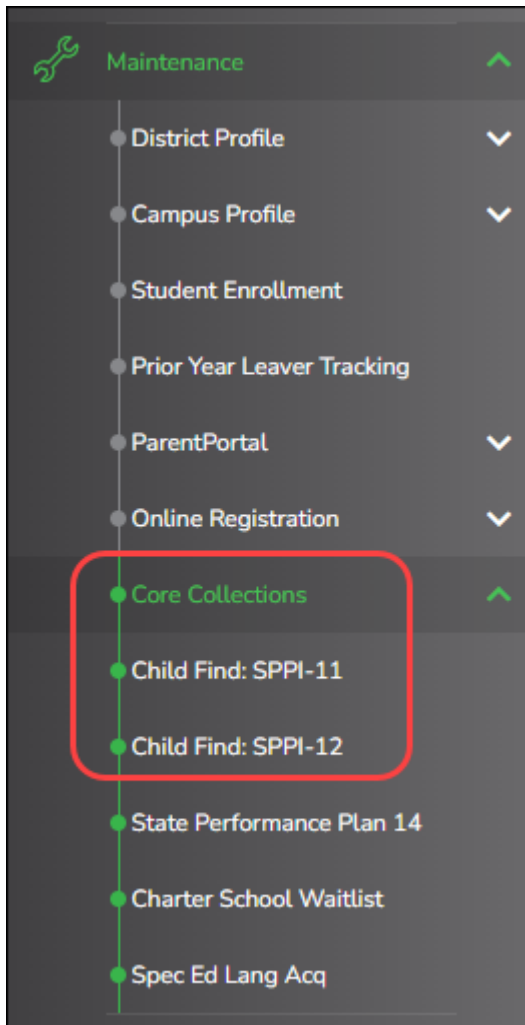 Maintenance
District Profile
Campus Profile
Student Enrollment
Prior Year Leaver Tracking
ParentPortal
Online Registration
Core Collections
Child Find: SPPI-11
Child Find: SPPI-12
State Performance Plan 14
Charter School Waitlist
Spec Ed Lang Acq